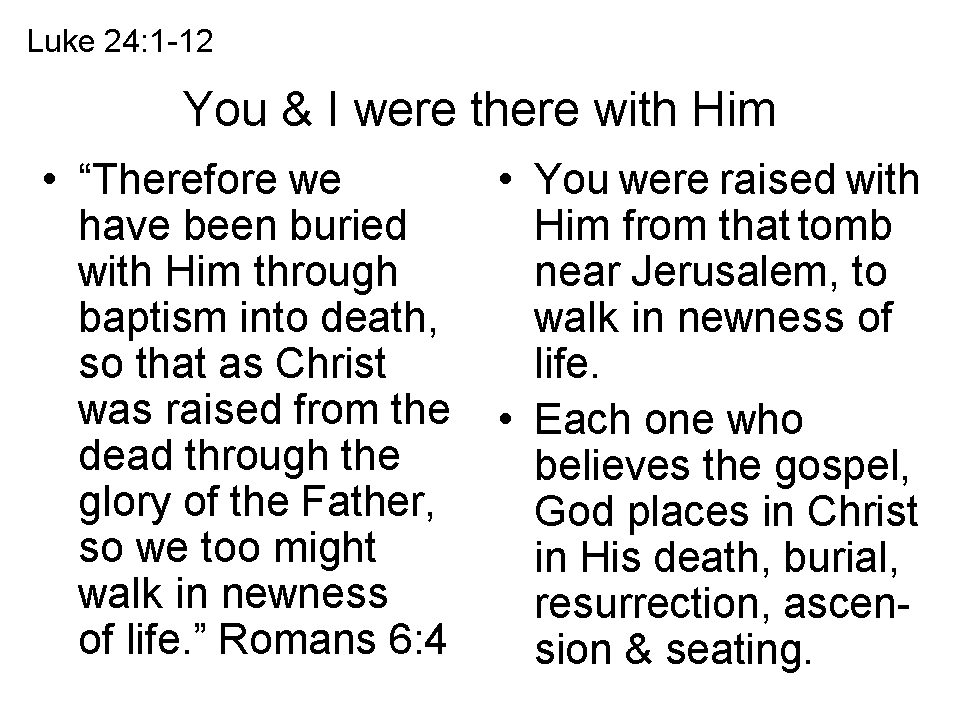 Luke 24:1-12
You & I were there with Him
• “Therefore we
have been buried
with Him through
baptism into death,
so that as Christ
was raised from the
dead through the
glory of the Father,
so we too might
walk in newness
of life.” Romans 6:4
• You were raised with
Him from that tomb
near Jerusalem, to
walk in newness of
life.
• Each one who
believes the gospel,
God places in Christ
in His death, burial,
resurrection, ascen-
sion & seating.